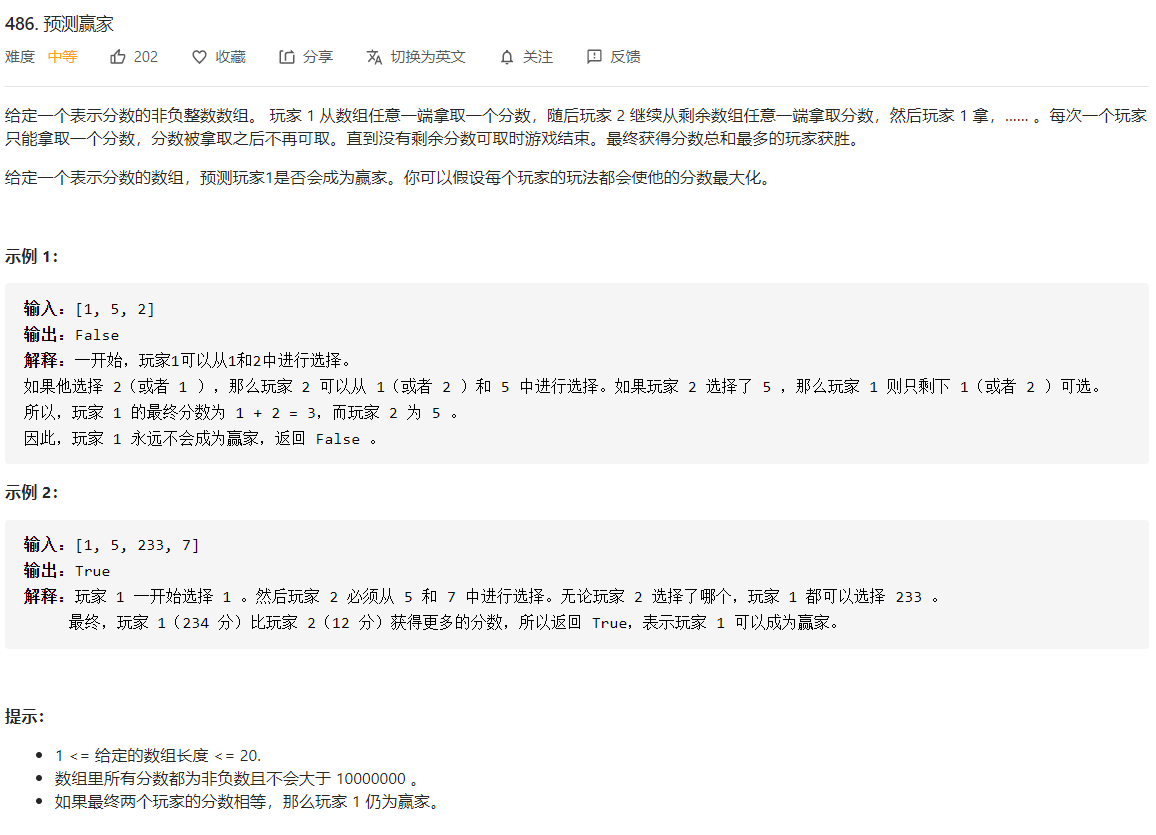 486. 预测赢家
难度 中等 202 收藏 分享 切换为英文 关注 反馈
给定一个表示分数的非负整数数组。 玩家 1 从数组任意一端拿取一个分数，随后玩家 2 继续从剩余数组任意一端拿取分数，然后玩家 1 拿，...... 。每次一个玩家
只能拿取一个分数，分数被拿取之后不再可取。直到没有剩余分数可取时游戏结束。最终获得分数总和最多的玩家获胜。
给定一个表示分数的数组，预测玩家1是否会成为赢家。你可以假设每个玩家的玩法都会使他的分数最大化。
示例 1：
输入：[1, 5, 2]
输出：False
解释：一开始，玩家1可以从1和2中进行选择。
如果他选择 2（或者 1 ），那么玩家 2 可以从 1（或者 2 ）和 5 中进行选择。如果玩家 2 选择了 5 ，那么玩家 1 则只剩下 1（或者 2 ）可选。
所以，玩家 1 的最终分数为 1 + 2 = 3，而玩家 2 为 5 。
因此，玩家 1 永远不会成为赢家，返回 False 。
示例 2：
输入：[1, 5, 233, 7]
输出：True
解释：玩家 1 一开始选择 1 。然后玩家 2 必须从 5 和 7 中进行选择。无论玩家 2 选择了哪个，玩家 1 都可以选择 233 。
最终，玩家 1（234 分）比玩家 2（12 分）获得更多的分数，所以返回 True，表示玩家 1 可以成为赢家。
提示：
• 1 <= 给定的数组长度 <= 20.
• 数组里所有分数都为非负数且不会大于 10000000 。
• 如果最终两个玩家的分数相等，那么玩家 1 仍为赢家。